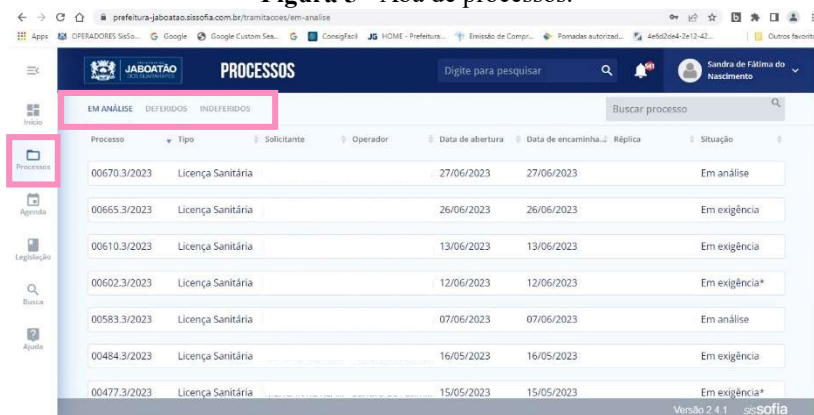 Figura 5 - Aba de processos.
prefeitura-jaboatao.sissofia.com.br/tramitacoes/em-analise
Apps OPERADORES SisSo... Google Google Custom Sea... G ConsigFacil JG HOME - Prefeitura... Emissão de Compr... Pomadas autorizad... 4e6d2de4-2e12-42... Outros favorit
JABOATÃO
DOS GUARARAPES
PROCESSOS
Digite para pesquisar
Sandra de Fátima do
Nascimento
Início
Processos
Agenda
Legislação
Busca
Ajuda
EM ANÁLISE DEFERIDOS INDEFERIDOS
Buscar processo
Processo Tipo Solicitante Operador Data de abertura Data de encaminha... Réplica Situação
00670.3/2023 Licença Sanitária 27/06/2023 27/06/2023 Em análise
00665.3/2023 Licença Sanitária 26/06/2023 26/06/2023 Em exigência
00610.3/2023 Licença Sanitária 13/06/2023 13/06/2023 Em exigência
00602.3/2023 Licença Sanitária 12/06/2023 12/06/2023 Em exigência*
00583.3/2023 Licença Sanitária 07/06/2023 07/06/2023 Em análise
00484.3/2023 Licença Sanitária 16/05/2023 16/05/2023 Em exigência
00477.3/2023 Licença Sanitária 15/05/2023 15/05/2023 Em exigência*
Versão 2.4.1 sissofia